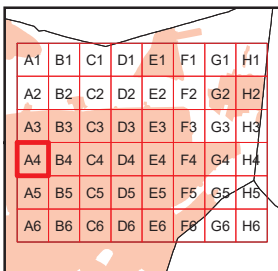 A1 B1 C1 D1 E1 F1 G1 H1
A2 B2 C2 D2 E2 F2 G2 H2
A3 B3 C3 D3 E3 F3 G3 H3
A4 B4 C4 D4 E4 F4 G4 H4
A5 B5 C5 D5 E5 F5 G5 H5
A6 B6 C6 D6 E6 F6 G6 H6